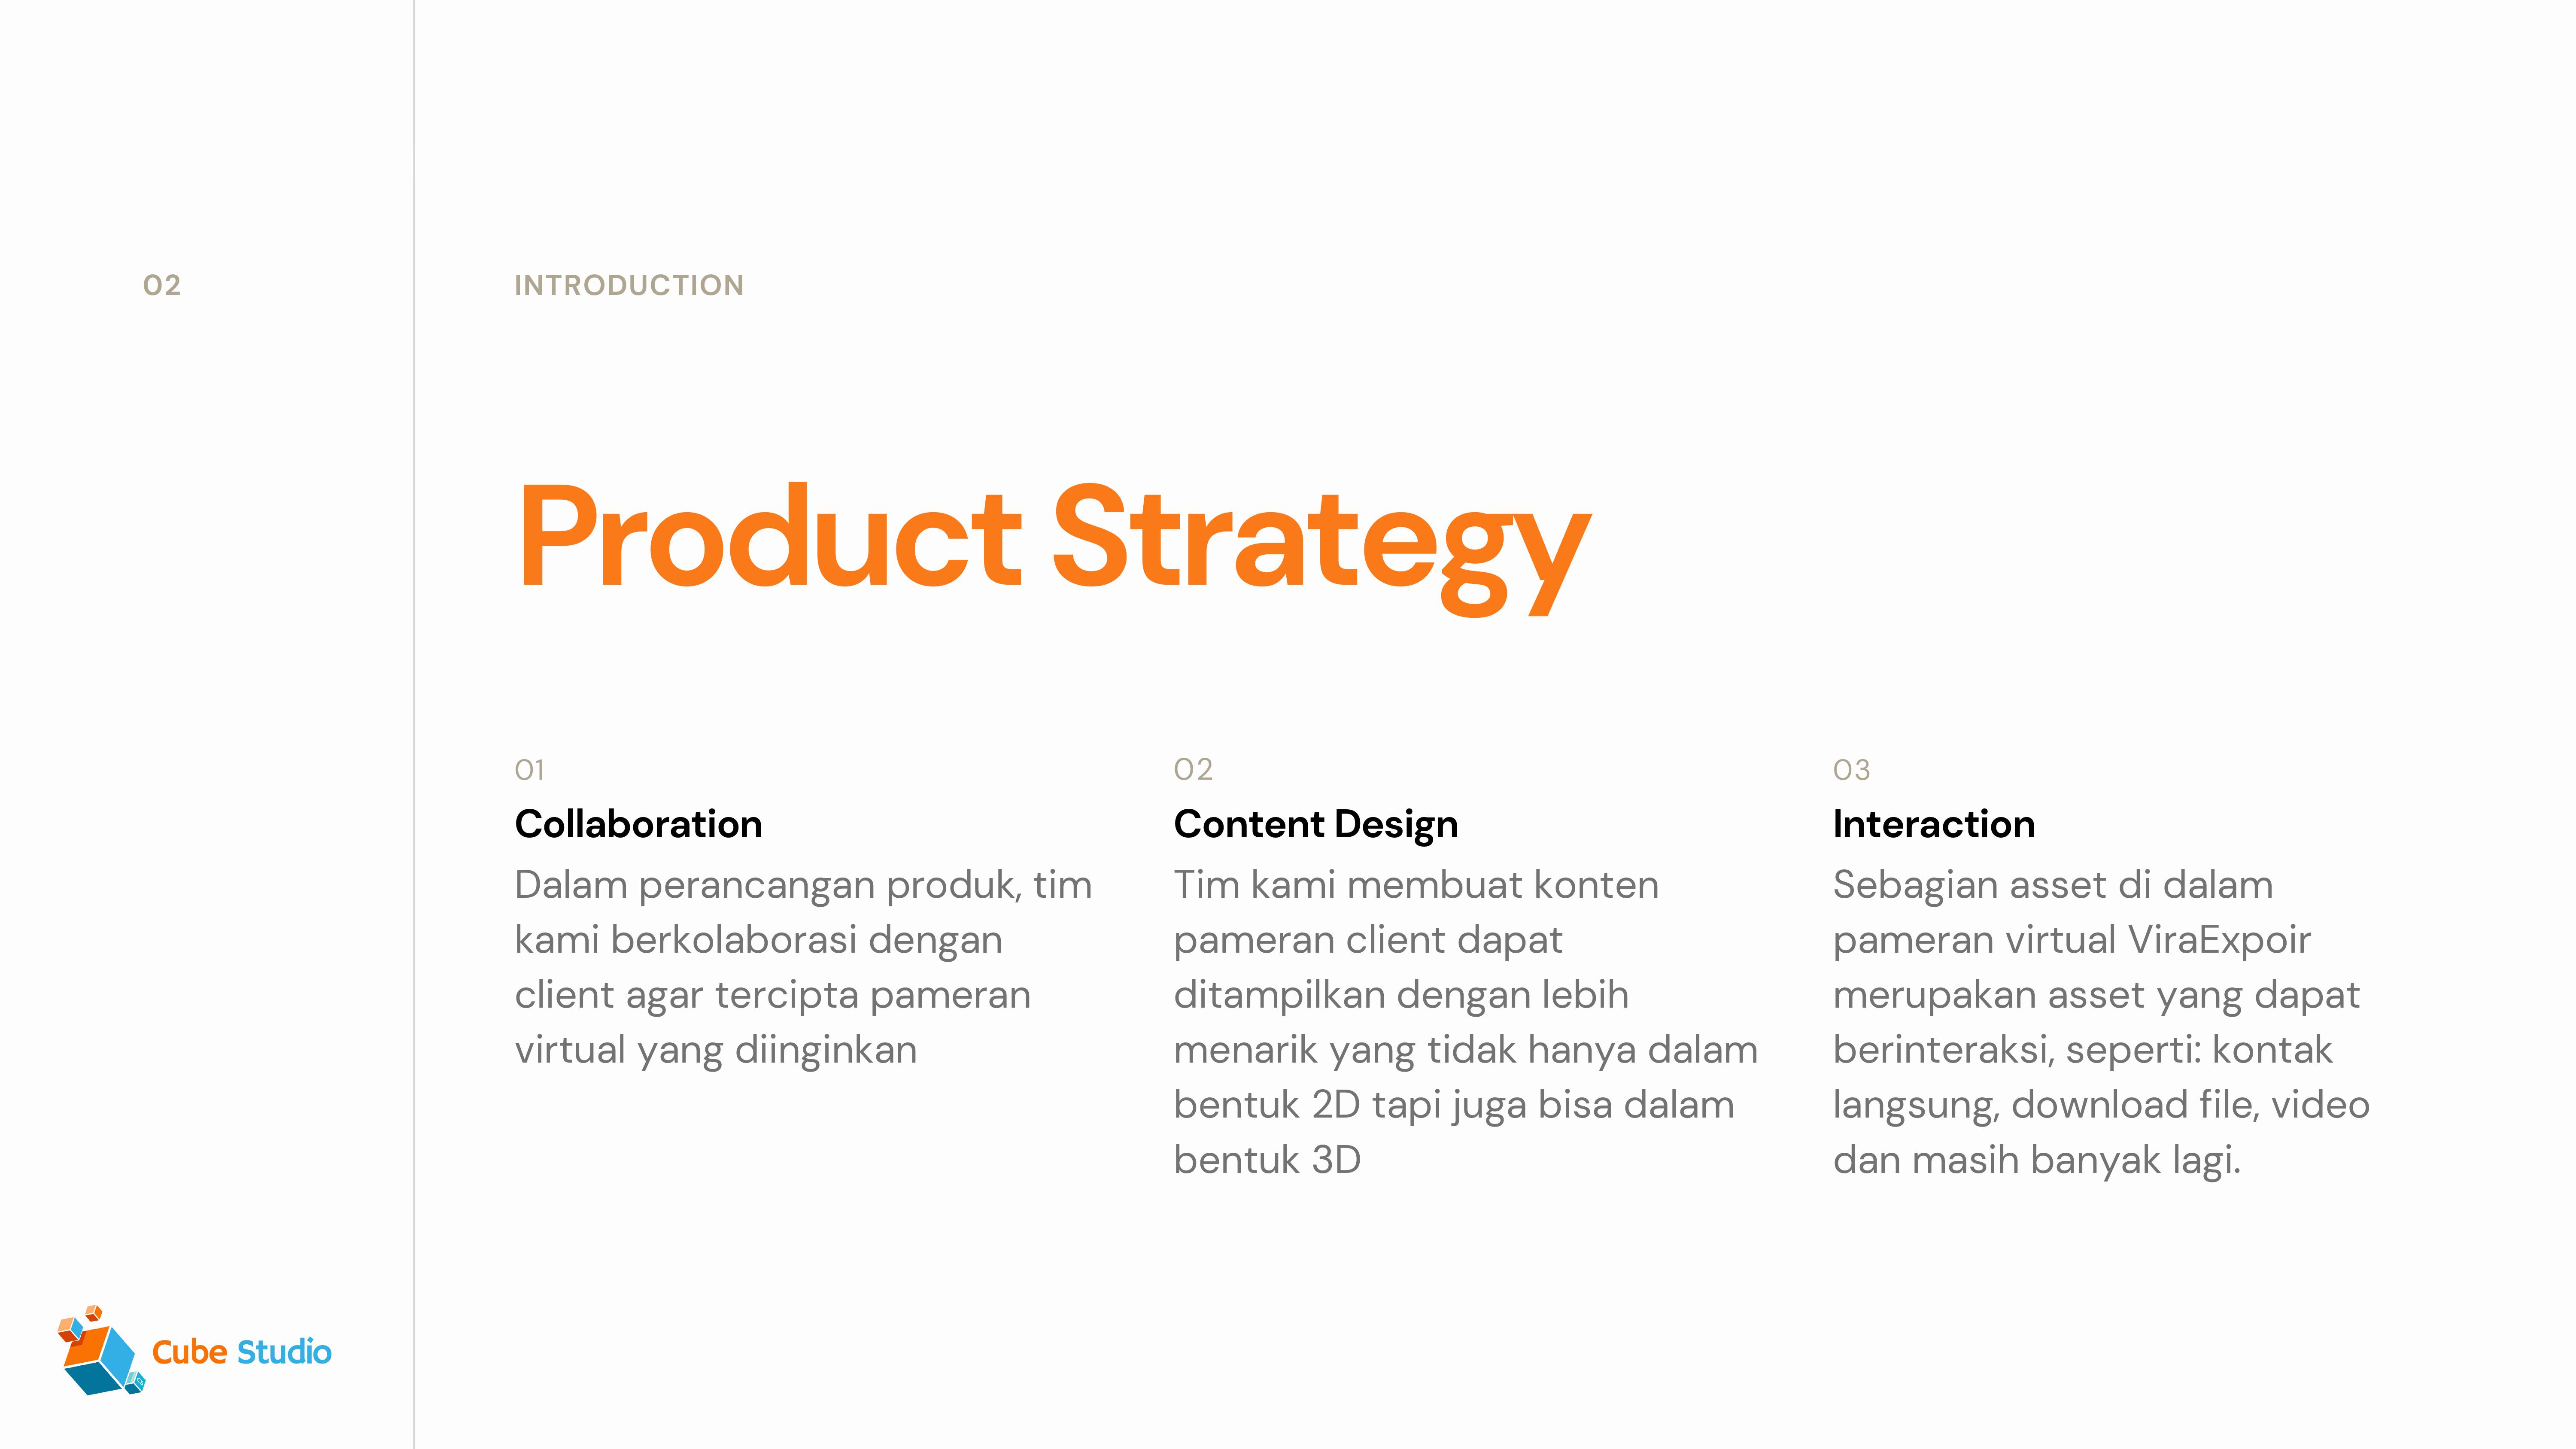 02
INTRODUCTION
Product Strategy
01
Collaboration
Dalam perancangan produk, tim
kami berkolaborasi dengan
client agar tercipta pameran
virtual yang diinginkan
02
Content Design
Tim kami membuat konten
pameran client dapat
ditampilkan dengan lebih
menarik yang tidak hanya dalam
bentuk 2D tapi juga bisa dalam
bentuk 3D
03
Interaction
Sebagian asset di dalam
pameran virtual ViraExpoir
merupakan asset yang dapat
berinteraksi, seperti: kontak
langsung, download file, video
dan masih banyak lagi.
Cube Studio